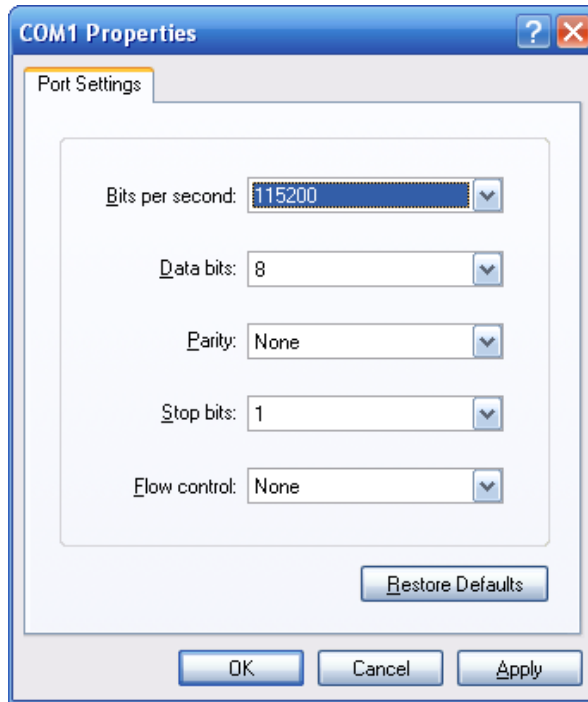 COM1 Properties
Port Settings
Bits per second: 115200
Data bits: 8
Parity: None
Stop bits: 1
Flow control: None
Restore Defaults
OK Cancel Apply